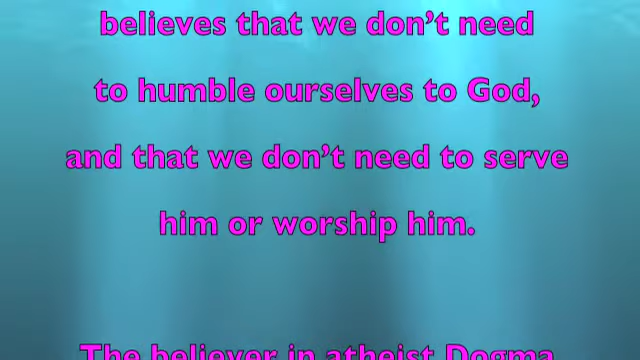 believes that we don't need
to humble ourselves to God,
and that we don't need to serve
him or worship him.
The believer in atheist Dogma